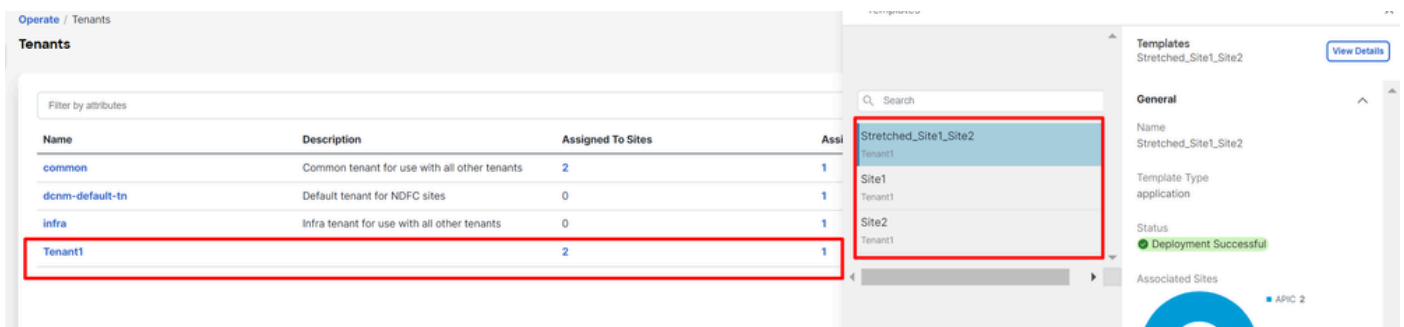 Operate / Tenants
Tenants
Filter by attributes
Name Description Assigned To Sites Assi
common Common tenant for use with all other tenants 2 1
dcnm-default-tn Default tenant for NDFC sites 0 1
infra Infra tenant for use with all other tenants 0 1
Tenant1 2 1
Templates
Search
Stretched_Site1_Site2
Tenant1
Site1
Tenant1
Site2
Tenant1
Templates
Stretched_Site1_Site2
View Details
General
Name
Stretched_Site1_Site2
Template Type
application
Status
Deployment Successful
Associated Sites
APIC 2